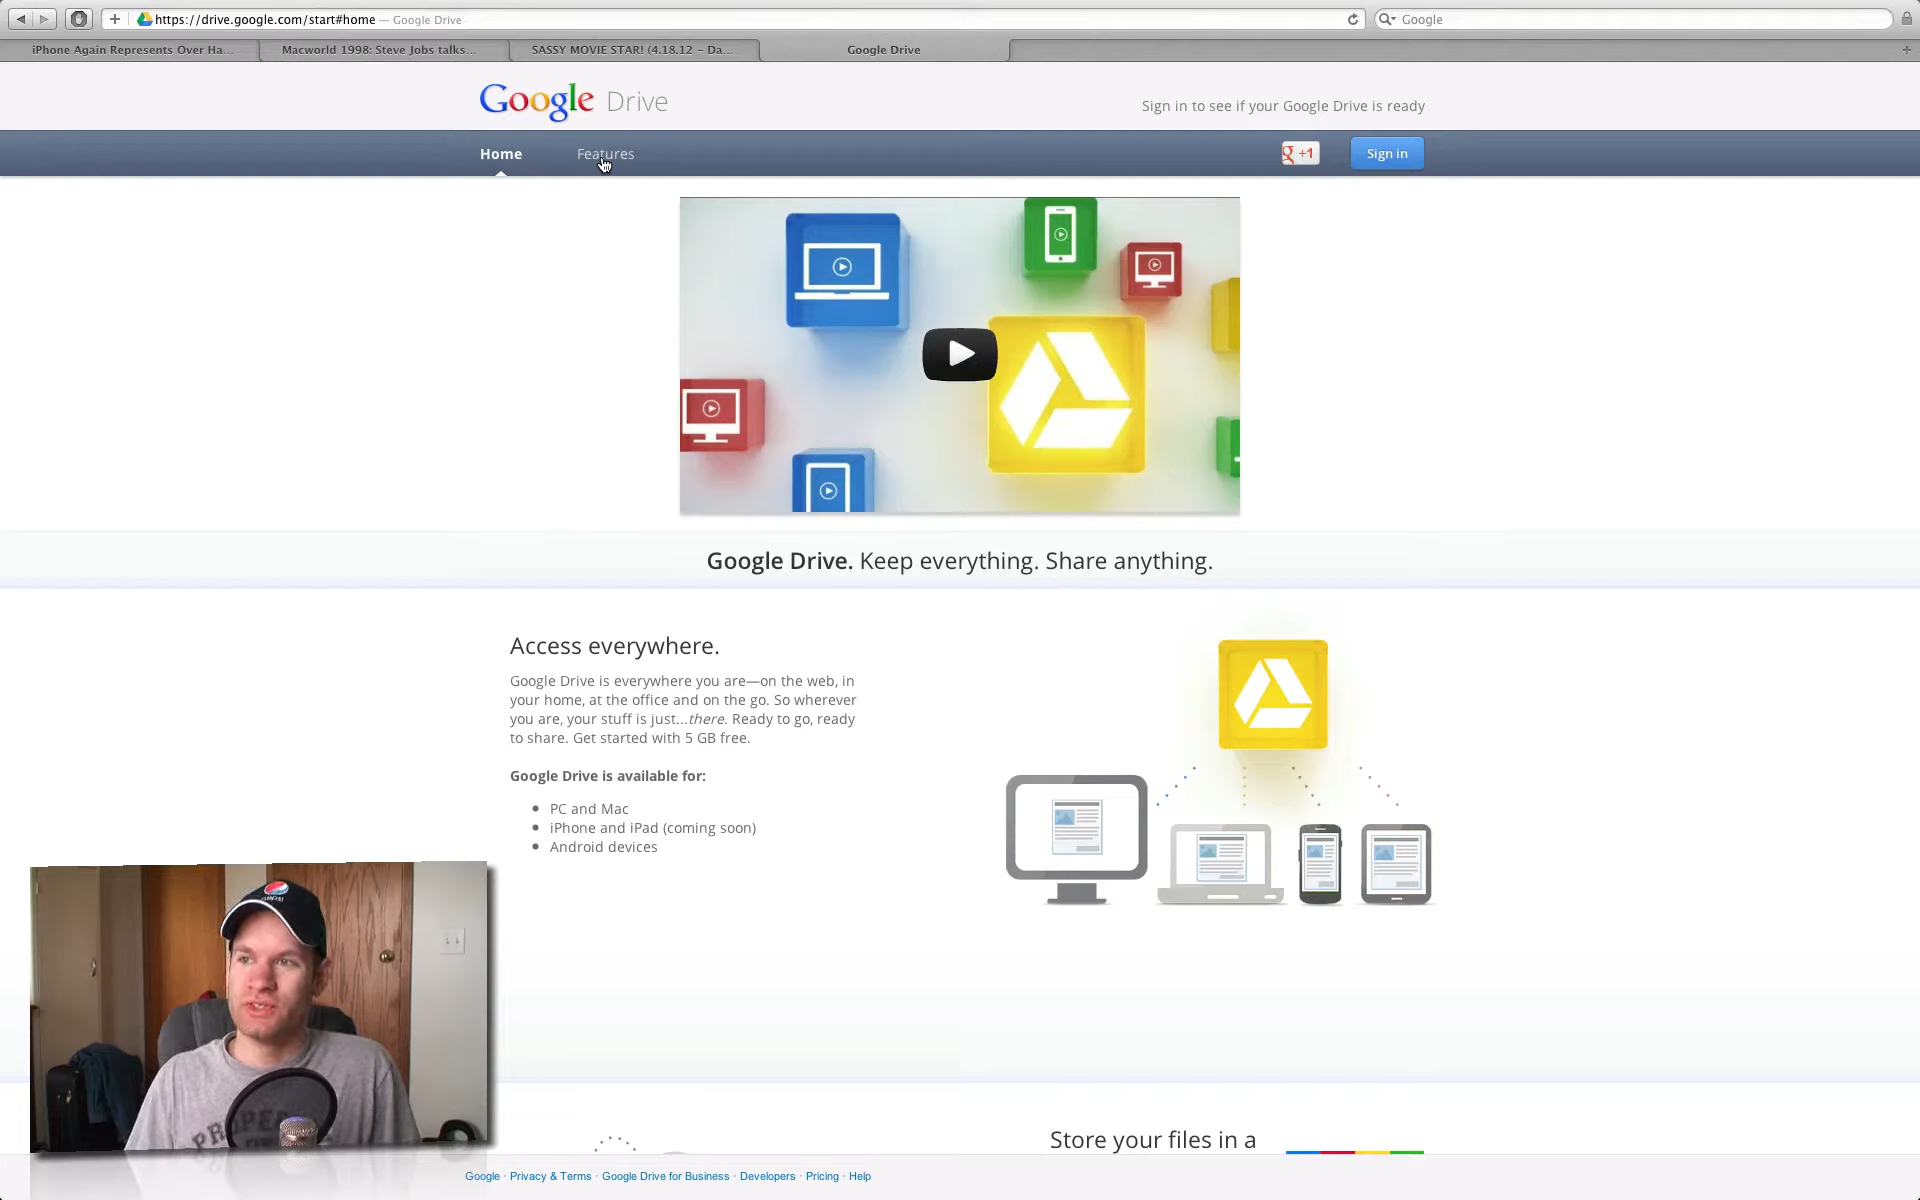 https://drive.google.com/start#home — Google Drive
Google
iPhone Again Represents Over Ha...
Macworld 1998: Steve Jobs talks...
SASSY MOVIE STAR! (4.18.12 – Da...
Google Drive
Google Drive
Sign in to see if your Google Drive is ready
Home
Features
+1
Sign in
Google Drive. Keep everything. Share anything.
Access everywhere.
Google Drive is everywhere you are—on the web, in
your home, at the office and on the go. So wherever
you are, your stuff is just...there. Ready to go, ready
to share. Get started with 5 GB free.
Google Drive is available for:
PC and Mac
iPhone and iPad (coming soon)
Android devices
Store your files in a
Google · Privacy & Terms · Google Drive for Business · Developers · Pricing · Help